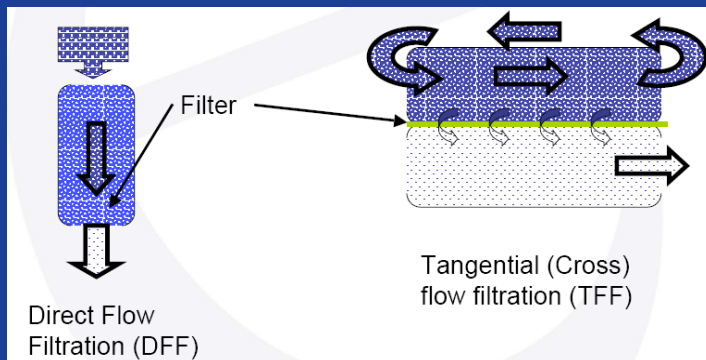 Filter
Direct Flow
Filtration (DFF)
Tangential (Cross)
flow filtration (TFF)